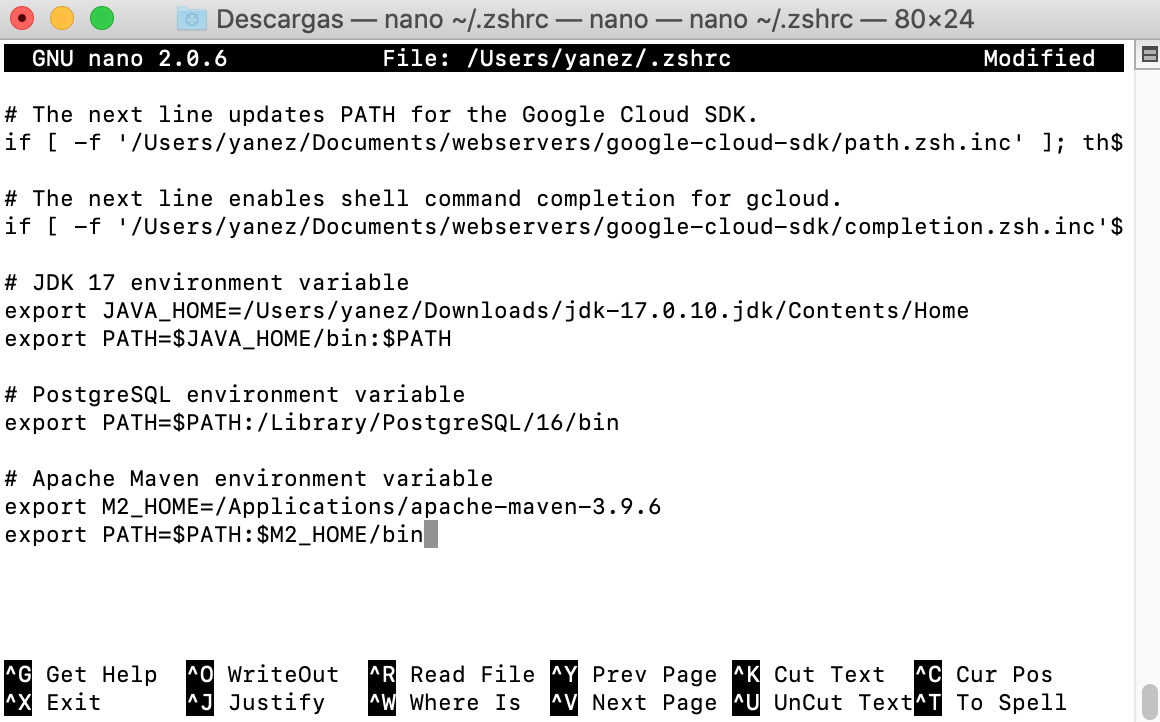 Descargas — nano ~/.zshrc — nano — nano ~/.zshrc — 80×24
GNU nano 2.0.6 File: /Users/yanez/.zshrc Modified
# The next line updates PATH for the Google Cloud SDK.
if [ -f '/Users/yanez/Documents/webservers/google-cloud-sdk/path.zsh.inc' ]; th$
# The next line enables shell command completion for gcloud.
if [ -f '/Users/yanez/Documents/webservers/google-cloud-sdk/completion.zsh.inc'$
# JDK 17 environment variable
export JAVA_HOME=/Users/yanez/Downloads/jdk-17.0.10.jdk/Contents/Home
export PATH=$JAVA_HOME/bin:$PATH
# PostgreSQL environment variable
export PATH=$PATH:/Library/PostgreSQL/16/bin
# Apache Maven environment variable
export M2_HOME=/Applications/apache-maven-3.9.6
export PATH=$PATH:$M2_HOME/bin
^G Get Help ^O WriteOut ^R Read File ^Y Prev Page ^K Cut Text ^C Cur Pos
^X Exit ^J Justify ^W Where Is ^V Next Page ^U UnCut Text ^T To Spell